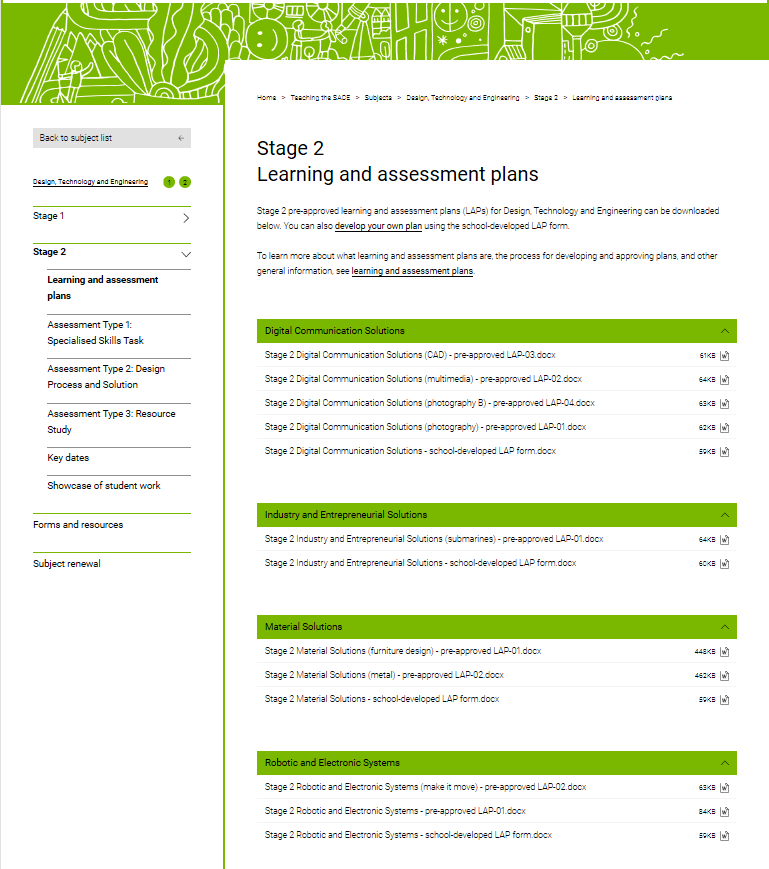 Home > Teaching the SACE > Subjects > Design, Technology and Engineering > Stage 2 > Learning and assessment plans
Back to subject list
Design, Technology and Engineering 1 2
Stage 1
Stage 2
Learning and assessment
plans
Assessment Type 1:
Specialised Skills Task
Assessment Type 2: Design
Process and Solution
Assessment Type 3: Resource
Study
Key dates
Showcase of student work
Forms and resources
Subject renewal
Stage 2
Learning and assessment plans
Stage 2 pre-approved learning and assessment plans (LAPs) for Design, Technology and Engineering can be downloaded
below. You can also develop your own plan using the school-developed LAP form.
To learn more about what learning and assessment plans are, the process for developing and approving plans, and other
general information, see learning and assessment plans.
Digital Communication Solutions
Stage 2 Digital Communication Solutions (CAD) - pre-approved LAP-03.docx 61KB
Stage 2 Digital Communication Solutions (multimedia) - pre-approved LAP-02.docx 64KB
Stage 2 Digital Communication Solutions (photography B) - pre-approved LAP-04.docx 63KB
Stage 2 Digital Communication Solutions (photography) - pre-approved LAP-01.docx 62KB
Stage 2 Digital Communication Solutions - school-developed LAP form.docx 59KB
Industry and Entrepreneurial Solutions
Stage 2 Industry and Entrepreneurial Solutions (submarines) - pre-approved LAP-01.docx 64KB
Stage 2 Industry and Entrepreneurial Solutions - school-developed LAP form.docx 60KB
Material Solutions
Stage 2 Material Solutions (furniture design) - pre-approved LAP-01.docx 448KB
Stage 2 Material Solutions (metal) - pre-approved LAP-02.docx 462KB
Stage 2 Material Solutions - school-developed LAP form.docx 59KB
Robotic and Electronic Systems
Stage 2 Robotic and Electronic Systems (make it move) - pre-approved LAP-02.docx 63KB
Stage 2 Robotic and Electronic Systems - pre-approved LAP-01.docx 84KB
Stage 2 Robotic and Electronic Systems - school-developed LAP form.docx 59KB